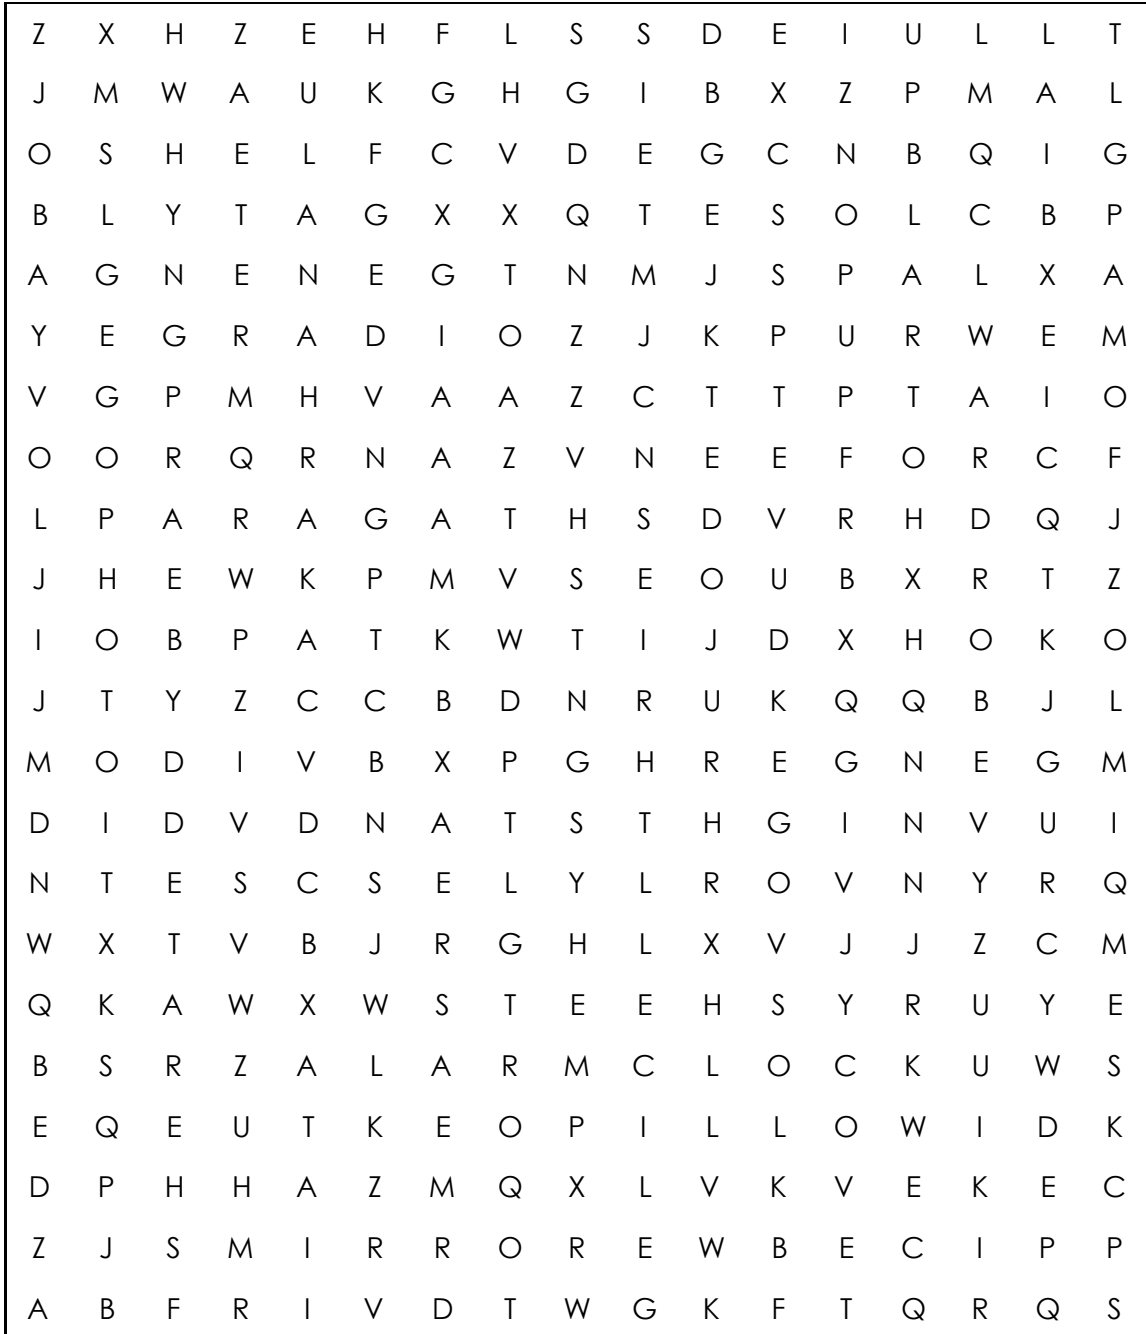 Z X H Z E H F L S S D E I U L L T
J M W A U K G H G I B X Z P M A L
O S H E L F C V D E G C N B Q I G
B L Y T A G X X Q T E S O L C B P
A G N E N E G T N M J S P A L X A
Y E G R A D I O Z J K P U R W E M
V G P M H V A A Z C T T P T A I O
O O R Q R N A Z V N E E F O R C F
L P A R A G A T H S D V R H D Q J
J H E W K P M V S E O U B X R T Z
I O B P A T K W T I J D X H O K O
J T Y Z C C B D N R U K Q Q B J L
M O D I V B X P G H R E G N E G M
D I D V D N A T S T H G I N V U I
N T E S C S E L Y L R O V N Y R Q
W X T V B J R G H L X V J J Z C M
Q K A W X W S T E E H S Y R U Y E
B S R Z A L A R M C L O C K U W S
E Q E U T K E O P I L L O W I D K
D P H H A Z M Q X L V K V E K E C
Z J S M I R R O R E W B E C I P P
A B F R I V D T W G K F T Q R Q S